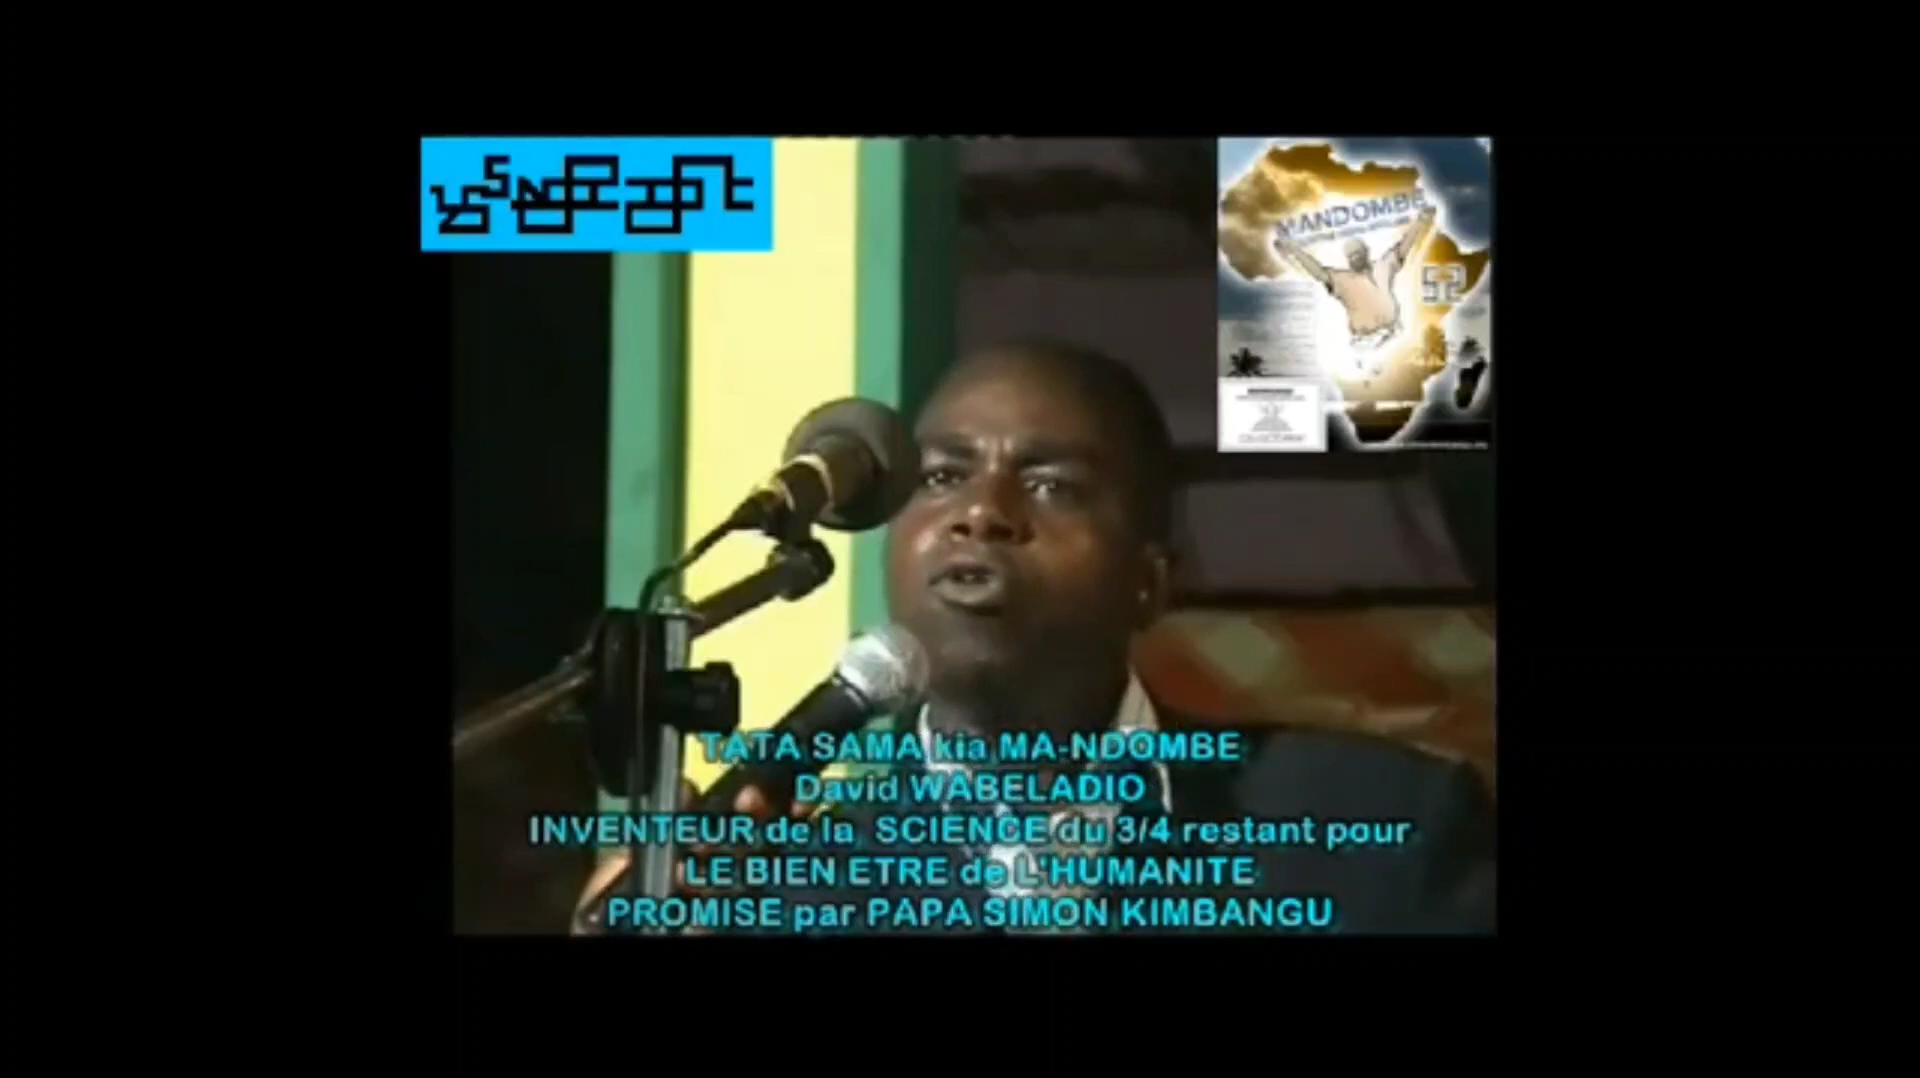 MANDOMBE
TATA SAMA kia MA-NDOMBE
David WABELADIO
INVENTEUR de la SCIENCE du 3/4 restant pour
LE BIEN ETRE de L'HUMANITE
PROMISE par PAPA SIMON KIMBANGU